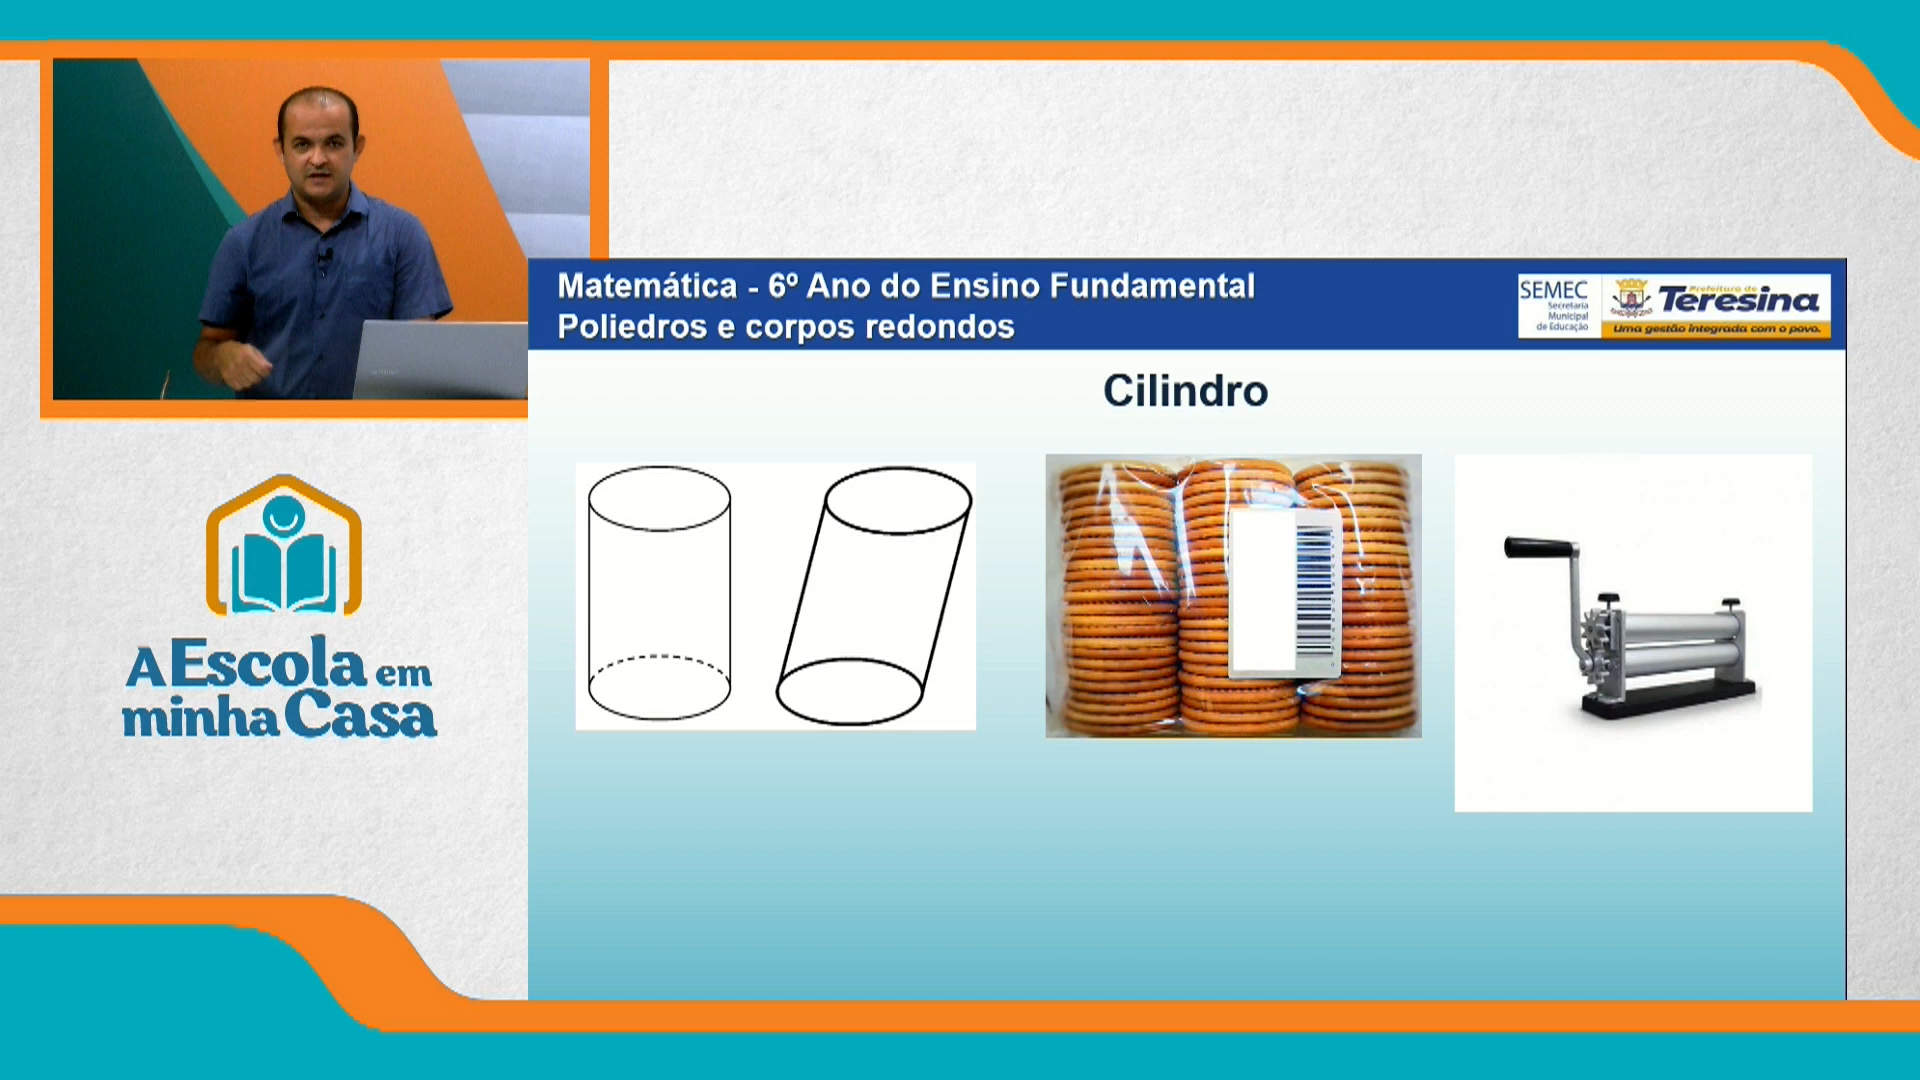 Matemática - 6º Ano do Ensino Fundamental
Poliedros e corpos redondos
SEMEC
Secretaria
Municipal
de Educação
Prefeitura de
Teresina
Uma gestão integrada com o povo.
Cilindro
A Escola em
minha Casa